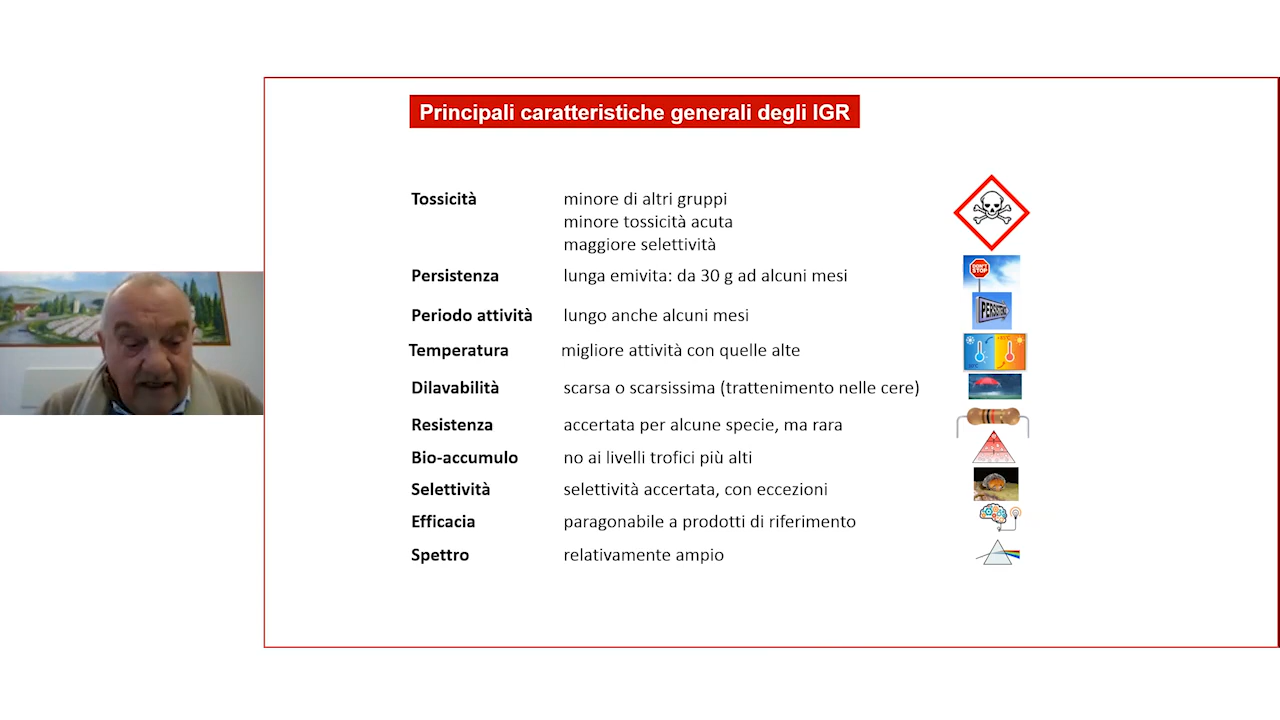 Principali caratteristiche generali degli IGR
Tossicità minore di altri gruppi
minore tossicità acuta
maggiore selettività
Persistenza lunga emivita: da 30 g ad alcuni mesi
Periodo attività lungo anche alcuni mesi
Temperatura migliore attività con quelle alte
Dilavabilità scarsa o scarsissima (trattenimento nelle cere)
Resistenza accertata per alcune specie, ma rara
Bio-accumulo no ai livelli trofici più alti
Selettività selettività accertata, con eccezioni
Efficacia paragonabile a prodotti di riferimento
Spettro relativamente ampio
DON'T
STOP